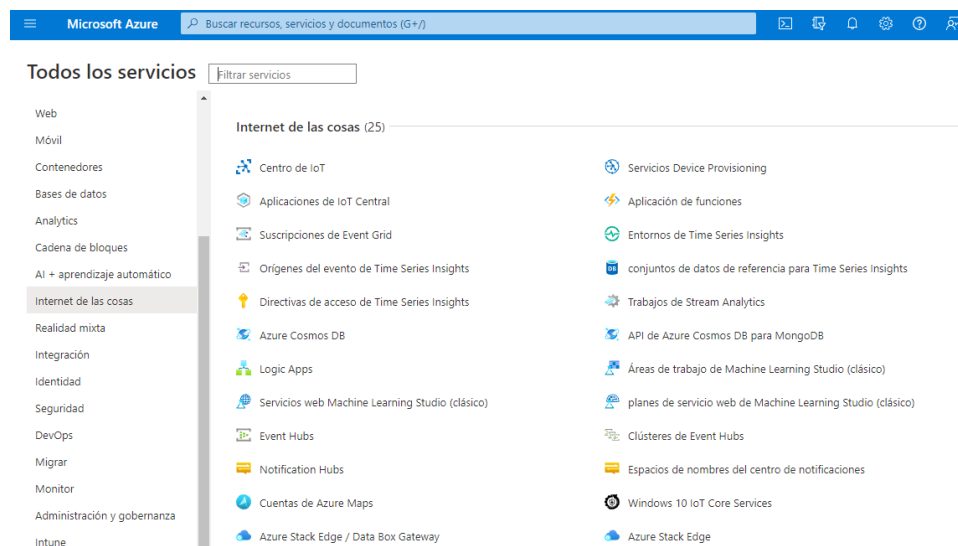 Microsoft Azure
Buscar recursos, servicios y documentos (G+/)
Todos los servicios
Filtrar servicios
Web
Móvil
Contenedores
Bases de datos
Analytics
Cadena de bloques
AI + aprendizaje automático
Internet de las cosas
Realidad mixta
Integración
Identidad
Seguridad
DevOps
Migrar
Monitor
Administración y gobernanza
Intune
Internet de las cosas (25)
Centro de IoT
Servicios Device Provisioning
Aplicaciones de IoT Central
Aplicación de funciones
Suscripciones de Event Grid
Entornos de Time Series Insights
Orígenes del evento de Time Series Insights
conjuntos de datos de referencia para Time Series Insights
Directivas de acceso de Time Series Insights
Trabajos de Stream Analytics
Azure Cosmos DB
API de Azure Cosmos DB para MongoDB
Logic Apps
Áreas de trabajo de Machine Learning Studio (clásico)
Servicios web Machine Learning Studio (clásico)
planes de servicio web de Machine Learning Studio (clásico)
Event Hubs
Clústeres de Event Hubs
Notification Hubs
Espacios de nombres del centro de notificaciones
Cuentas de Azure Maps
Windows 10 IoT Core Services
Azure Stack Edge / Data Box Gateway
Azure Stack Edge